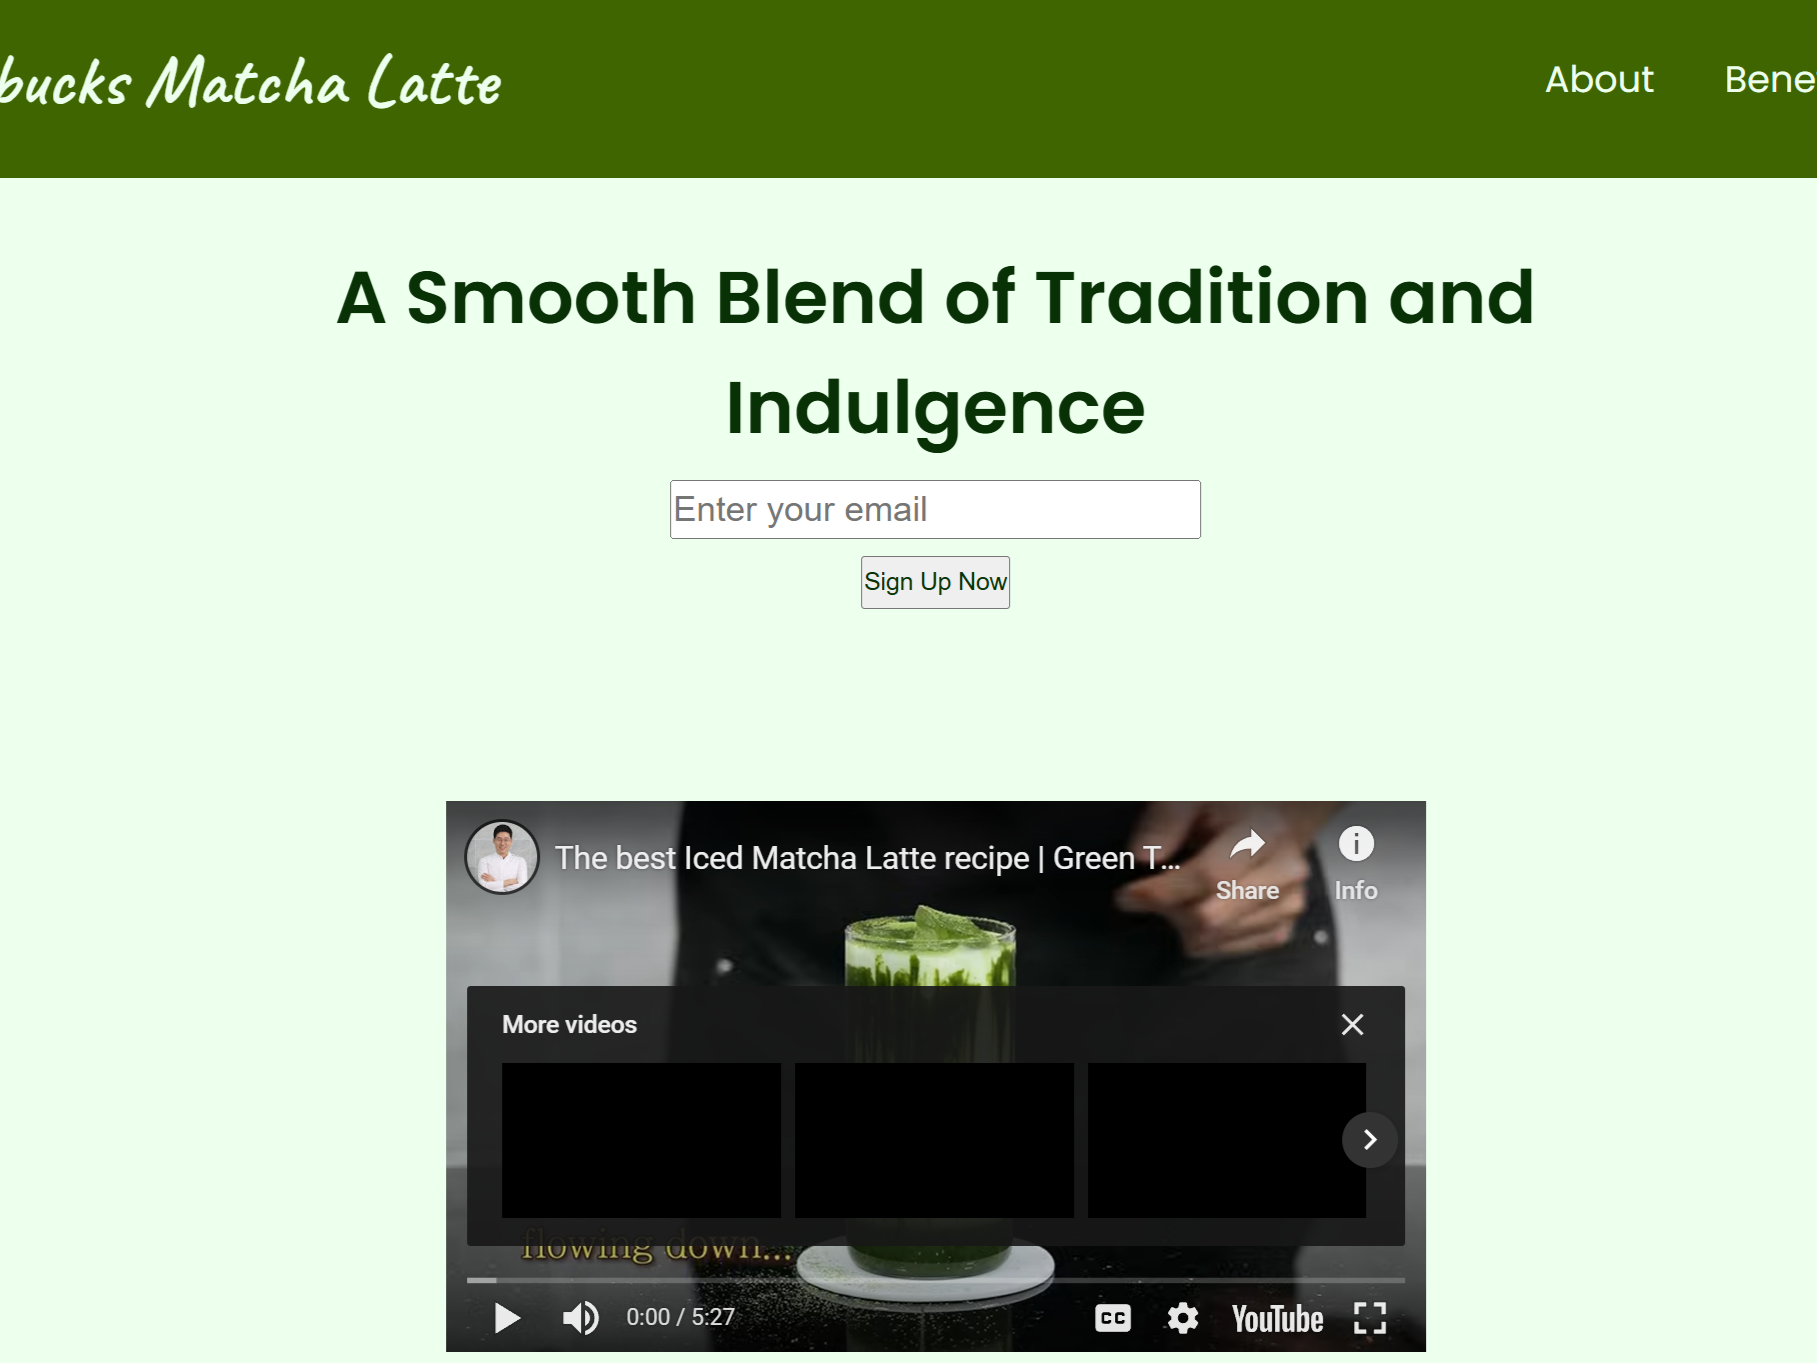 bucks Matcha Latte
About
Bene
A Smooth Blend of Tradition and
Indulgence
Enter your email
Sign Up Now
The best Iced Matcha Latte recipe | Green T...
Share
Info
More videos
flowing down...
0:00 / 5:27
CC
YouTube